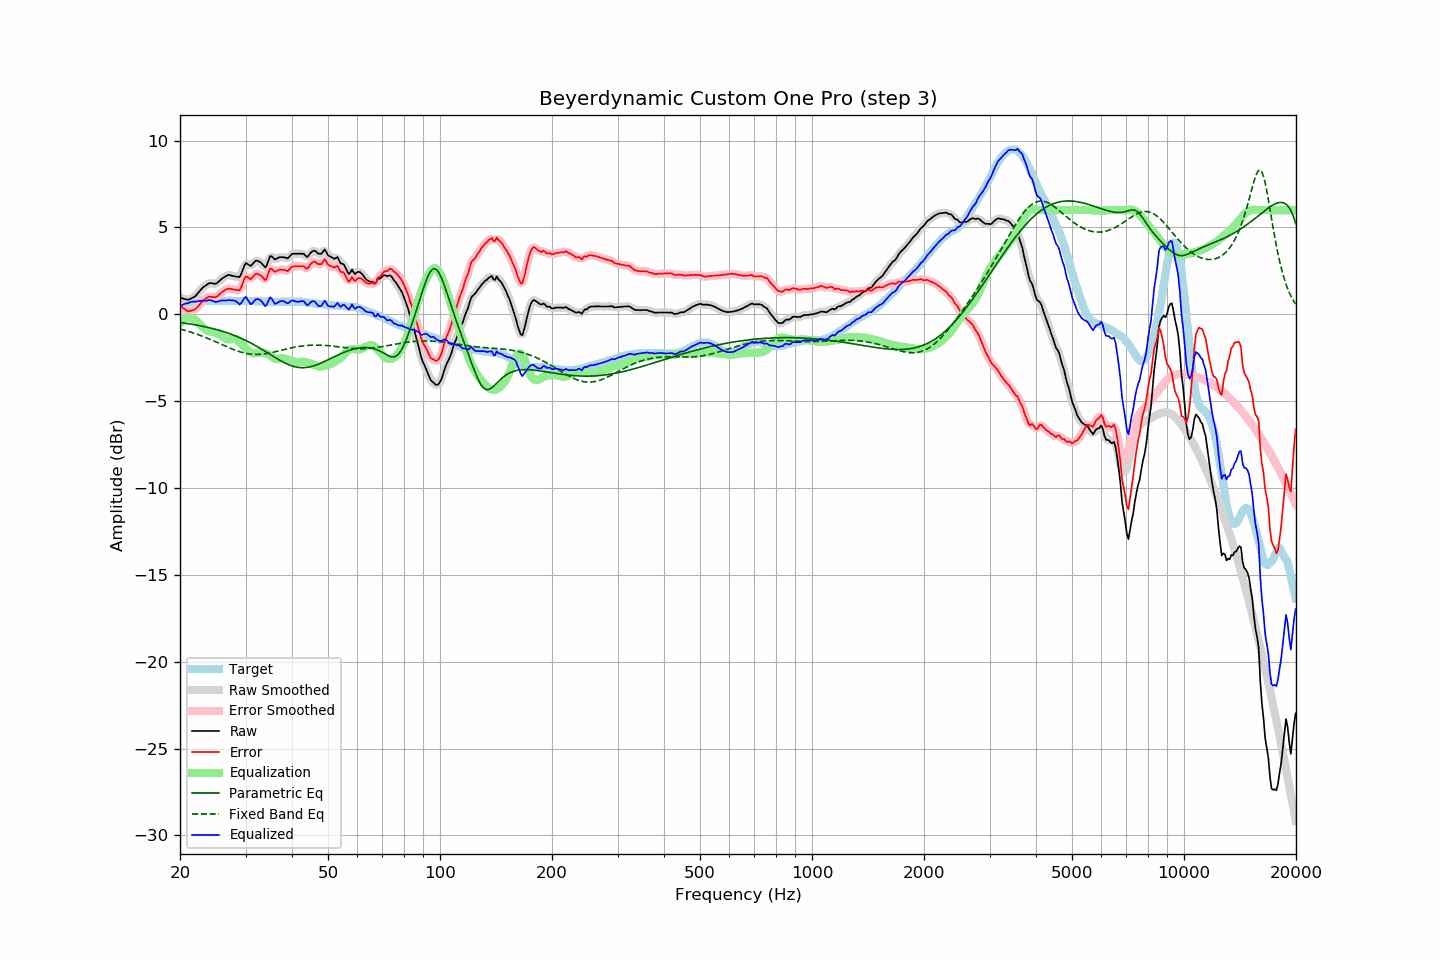 Beyerdynamic Custom One Pro (step 3)
10
5
0
−5
−10
−15
−20
−25
−30
Amplitude (dBr)
Target
Raw Smoothed
Error Smoothed
Raw
Error
Equalization
Parametric Eq
Fixed Band Eq
Equalized
20
50
100
200
500
1000
2000
5000
10000
20000
Frequency (Hz)